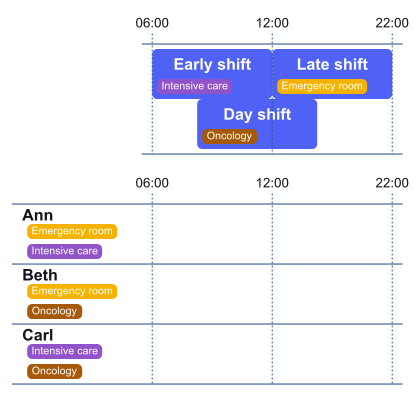 06:00 12:00 22:00
Early shift Late shift
Intensive care Emergency room
Day shift
Oncology
06:00 12:00 22:00
Ann
Emergency room
Intensive care
Beth
Emergency room
Oncology
Carl
Intensive care
Oncology